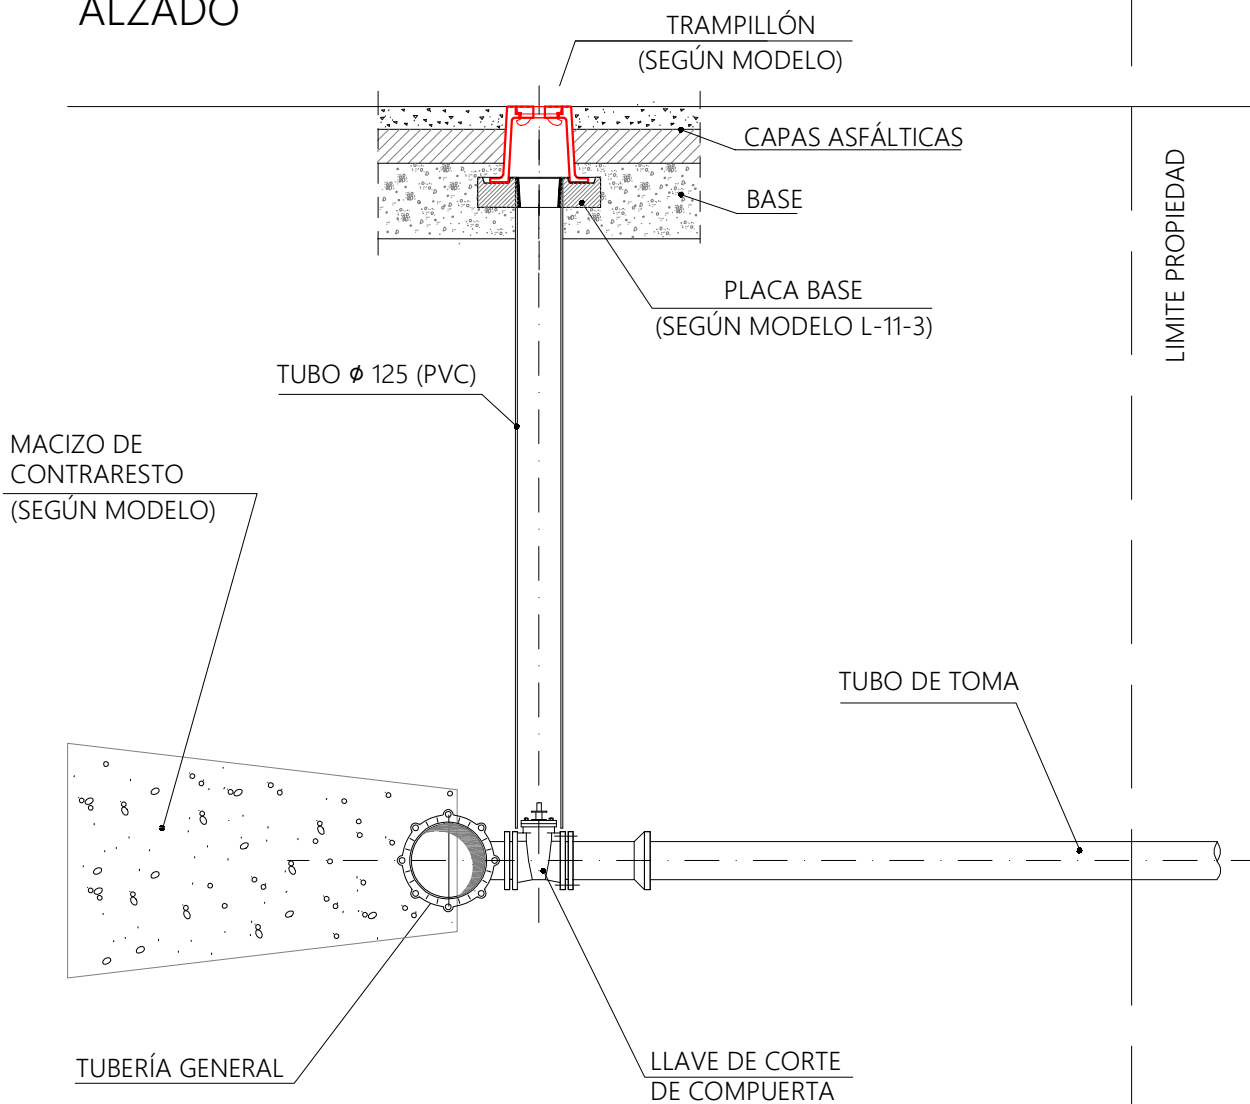 ALZADO
TRAMPILLÓN
(SEGÚN MODELO)
CAPAS ASFÁLTICAS
BASE
LIMITE PROPIEDAD
PLACA BASE
(SEGÚN MODELO L-11-3)
TUBO ⌀ 125 (PVC)
MACIZO DE
CONTRARESTO
(SEGÚN MODELO)
TUBO DE TOMA
TUBERÍA GENERAL
LLAVE DE CORTE
DE COMPUERTA